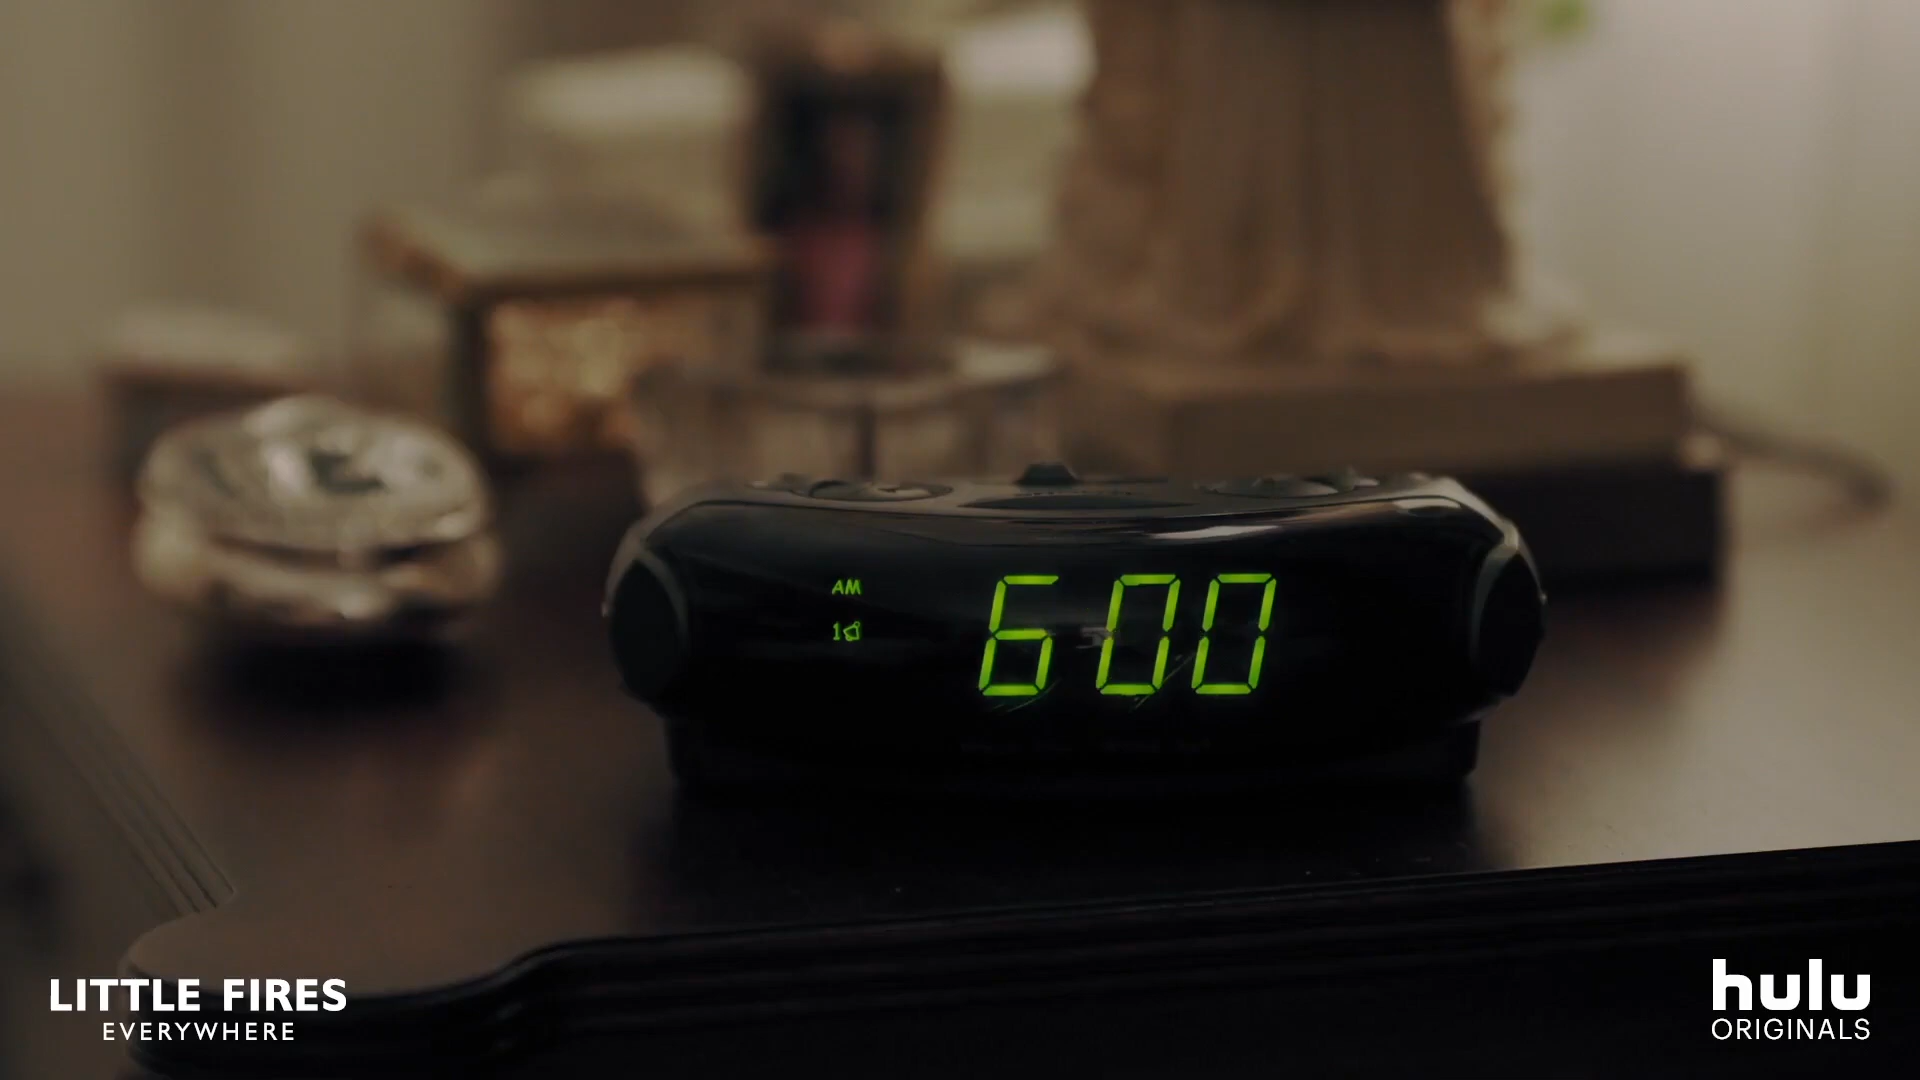 AM
1
600
LITTLE FIRES
EVERYWHERE
hulu
ORIGINALS